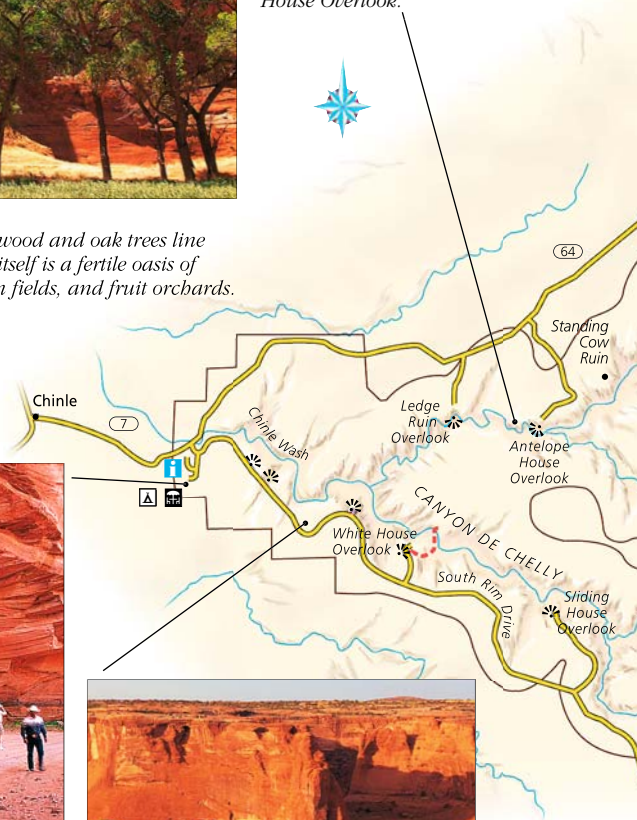 House Overlook.
wood and oak trees line
itself is a fertile oasis of
fields, and fruit orchards.
64
Standing
Cow
Ruin
Chinle
7
Chinle Wash
Ledge
Ruin
Overlook
Antelope
House
Overlook
CANYON DE CHELLY
White House
Overlook
South Rim Drive
Sliding
House
Overlook